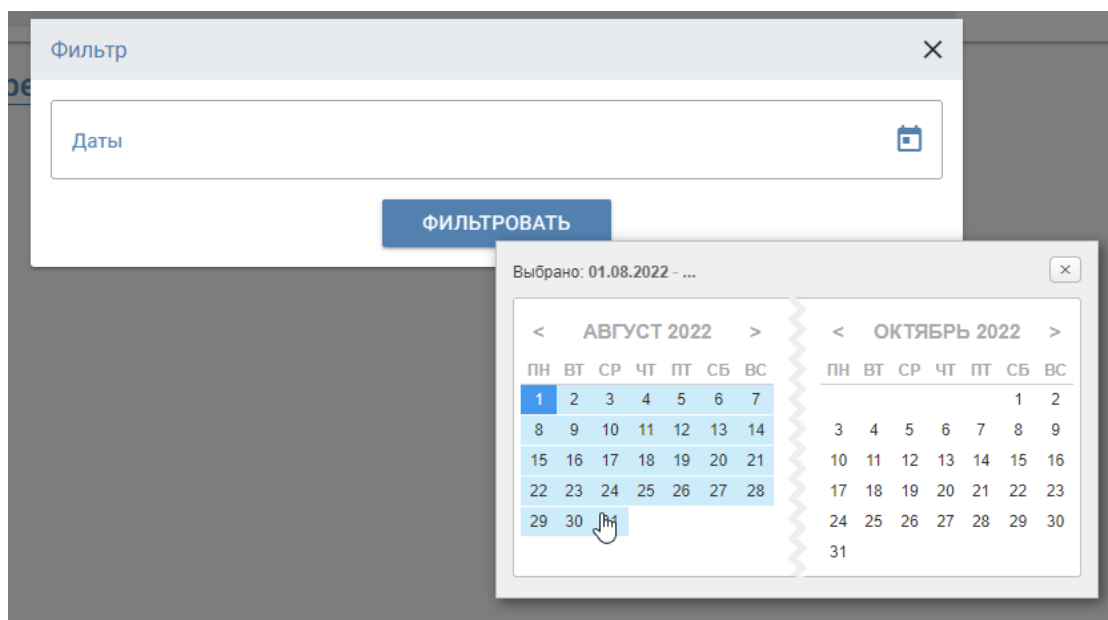 Фильтр
ре
Даты
ФИЛЬТРОВАТЬ
Выбрано: 01.08.2022 - ...
< АВГУСТ 2022 >
ПН ВТ СР ЧТ ПТ СБ ВС
1 2 3 4 5 6 7
8 9 10 11 12 13 14
15 16 17 18 19 20 21
22 23 24 25 26 27 28
29 30 31
< ОКТЯБРЬ 2022 >
ПН ВТ СР ЧТ ПТ СБ ВС
1 2
3 4 5 6 7 8 9
10 11 12 13 14 15 16
17 18 19 20 21 22 23
24 25 26 27 28 29 30
31